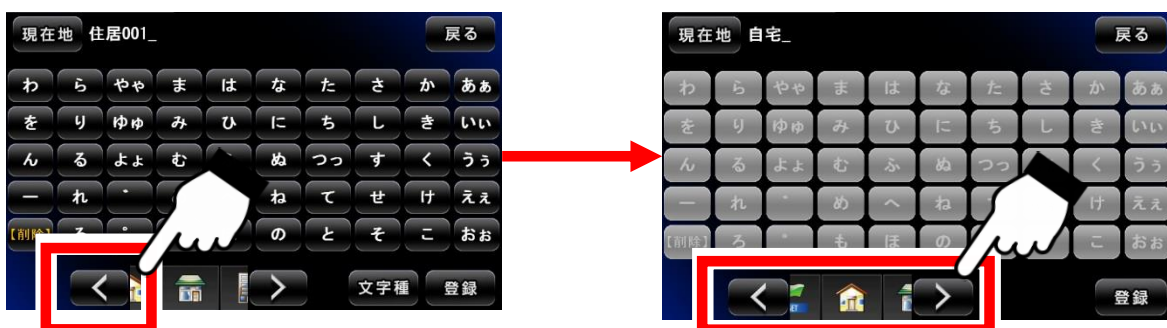 現在地 住居001_ 戻る
わ ら やゃ ま は な た さ か あぁ
を り ゆゅ み ひ に ち し き いぃ
ん る よょ む ぬ つっ す く うぅ
ー れ ゛ ね て せ け えぇ
【削除】 ろ ゜ の と そ こ おぉ
< > 文字種 登録
現在地 自宅_ 戻る
わ ら やゃ ま は な た さ か あぁ
を り ゆゅ み ひ に ち し き いぃ
ん る よょ む ふ ぬ つっ く うぅ
ー れ ゛ め へ ね け えぇ
【削除】 ろ ゜ も ほ の こ おぉ
< > 登録